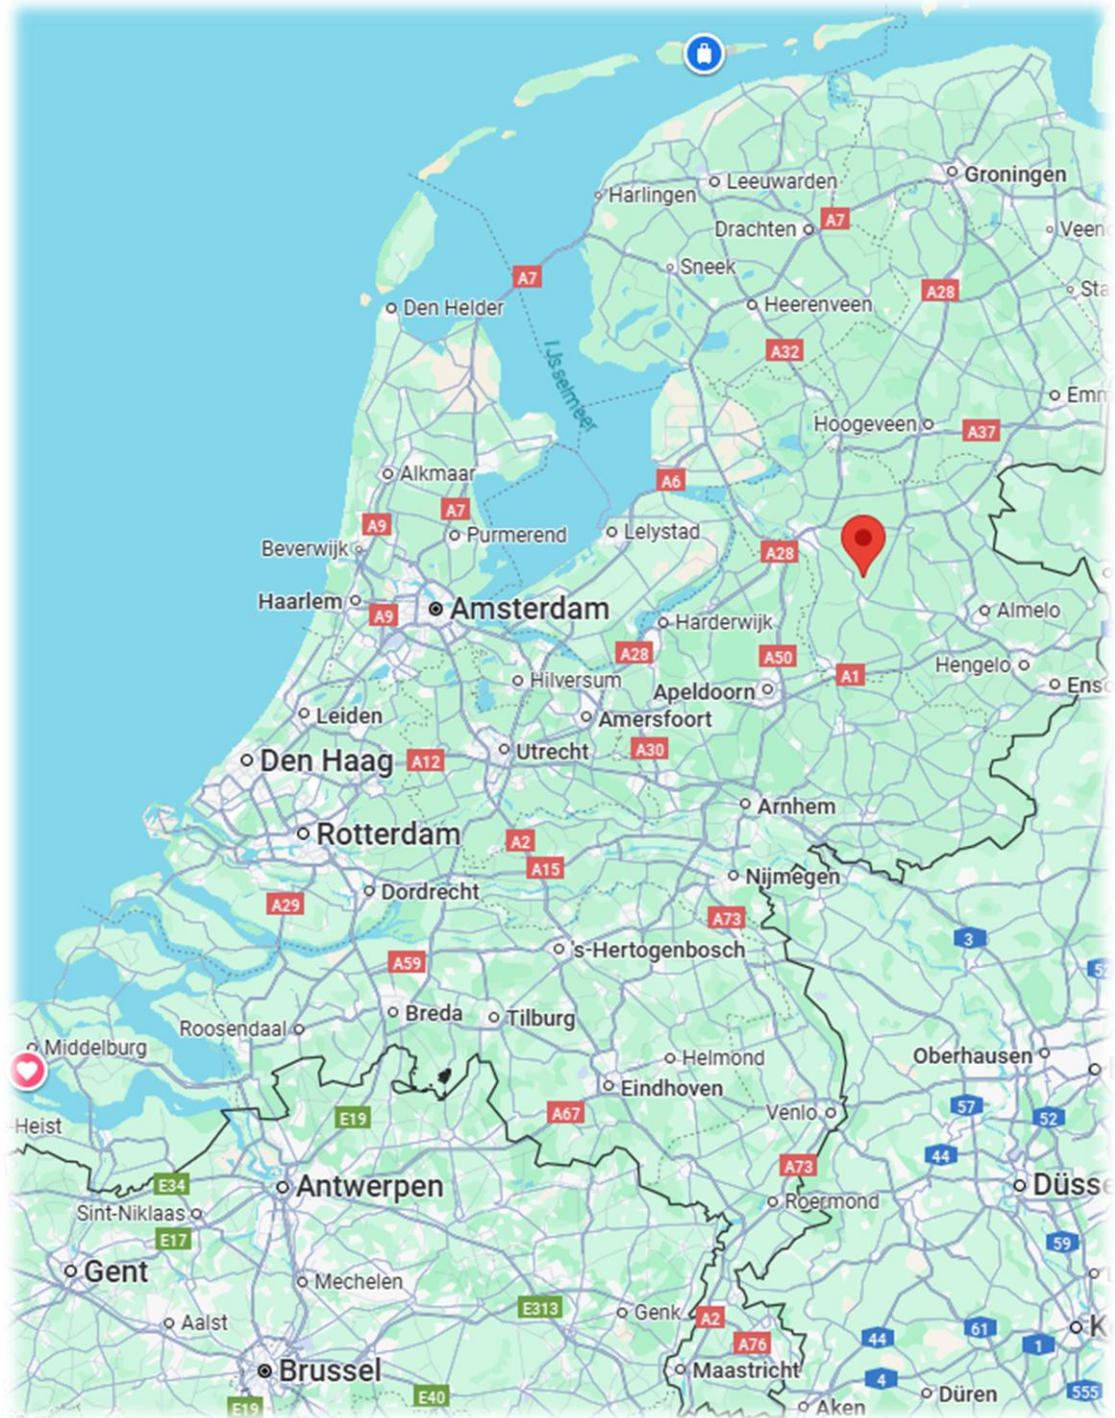 Groningen
Leeuwarden
Harlingen
A7
Drachten
Veen
Sneek
A7
A28
Sta
Heerenveen
Den Helder
A32
IJsselmeer
Emm
Hoogeveen
A37
Alkmaar
A6
A7
A9
Purmerend
Lelystad
Beverwijk
A28
Haarlem
Amsterdam
A9
Almelo
Harderwijk
A28
A50
Hengelo
A1
Hilversum
Apeldoorn
Ensc
Leiden
Amersfoort
Utrecht
A30
Den Haag
A12
Arnhem
Rotterdam
A2
A15
Nijmegen
Dordrecht
A29
A73
3
's-Hertogenbosch
A59
Breda
Tilburg
Roosendaal
Middelburg
Helmond
Oberhausen
Eindhoven
57
52
Venlo
A67
E19
Heist
44
A73
E34
Antwerpen
Düsse
Roermond
Sint-Niklaas
E17
59
Gent
Mechelen
E313
Genk
A2
Aalst
61
K
44
A76
1
Brussel
Maastricht
4
555
Düren
E40
E19
Aken